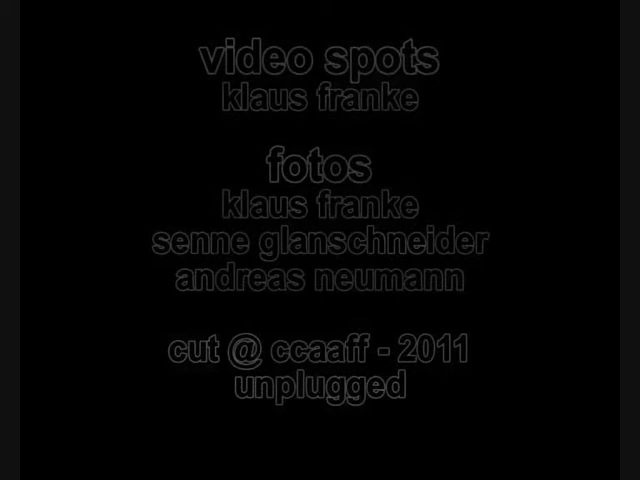 video spots
klaus franke
fotos
klaus franke
senne glanschneider
andreas neumann
cut @ ccaaff - 2011
unplugged